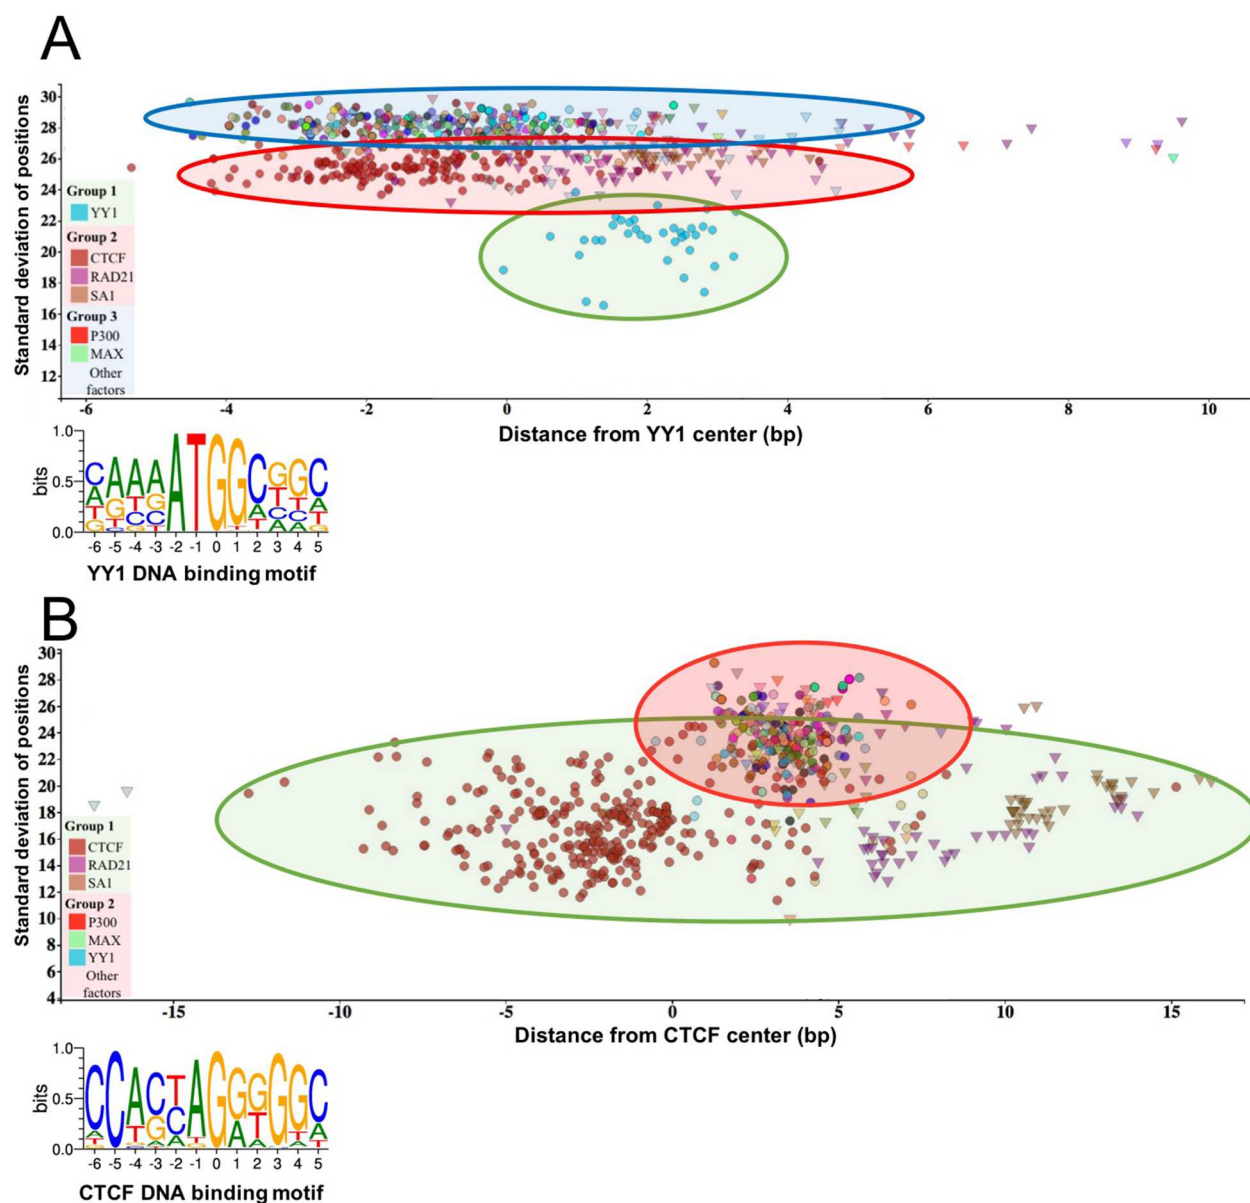 A
Standard deviation of positions
30
28
26
24
22
20
18
16
14
12
Group 1
YY1
Group 2
CTCF
RAD21
SA1
Group 3
P300
MAX
Other
factors
-6 -4 -2 0 2 4 6 8 10
Distance from YY1 center (bp)
bits
1.0
0.5
0.0
-6 -5 -4 -3 -2 -1 0 1 2 3 4 5
YY1 DNA binding motif
B
Standard deviation of positions
30
28
26
24
22
20
18
16
14
12
10
8
6
4
Group 1
CTCF
RAD21
SA1
Group 2
P300
MAX
YY1
Other
factors
-15 -10 -5 0 5 10 15
Distance from CTCF center (bp)
bits
1.0
0.5
0.0
-6 -5 -4 -3 -2 -1 0 1 2 3 4 5
CTCF DNA binding motif